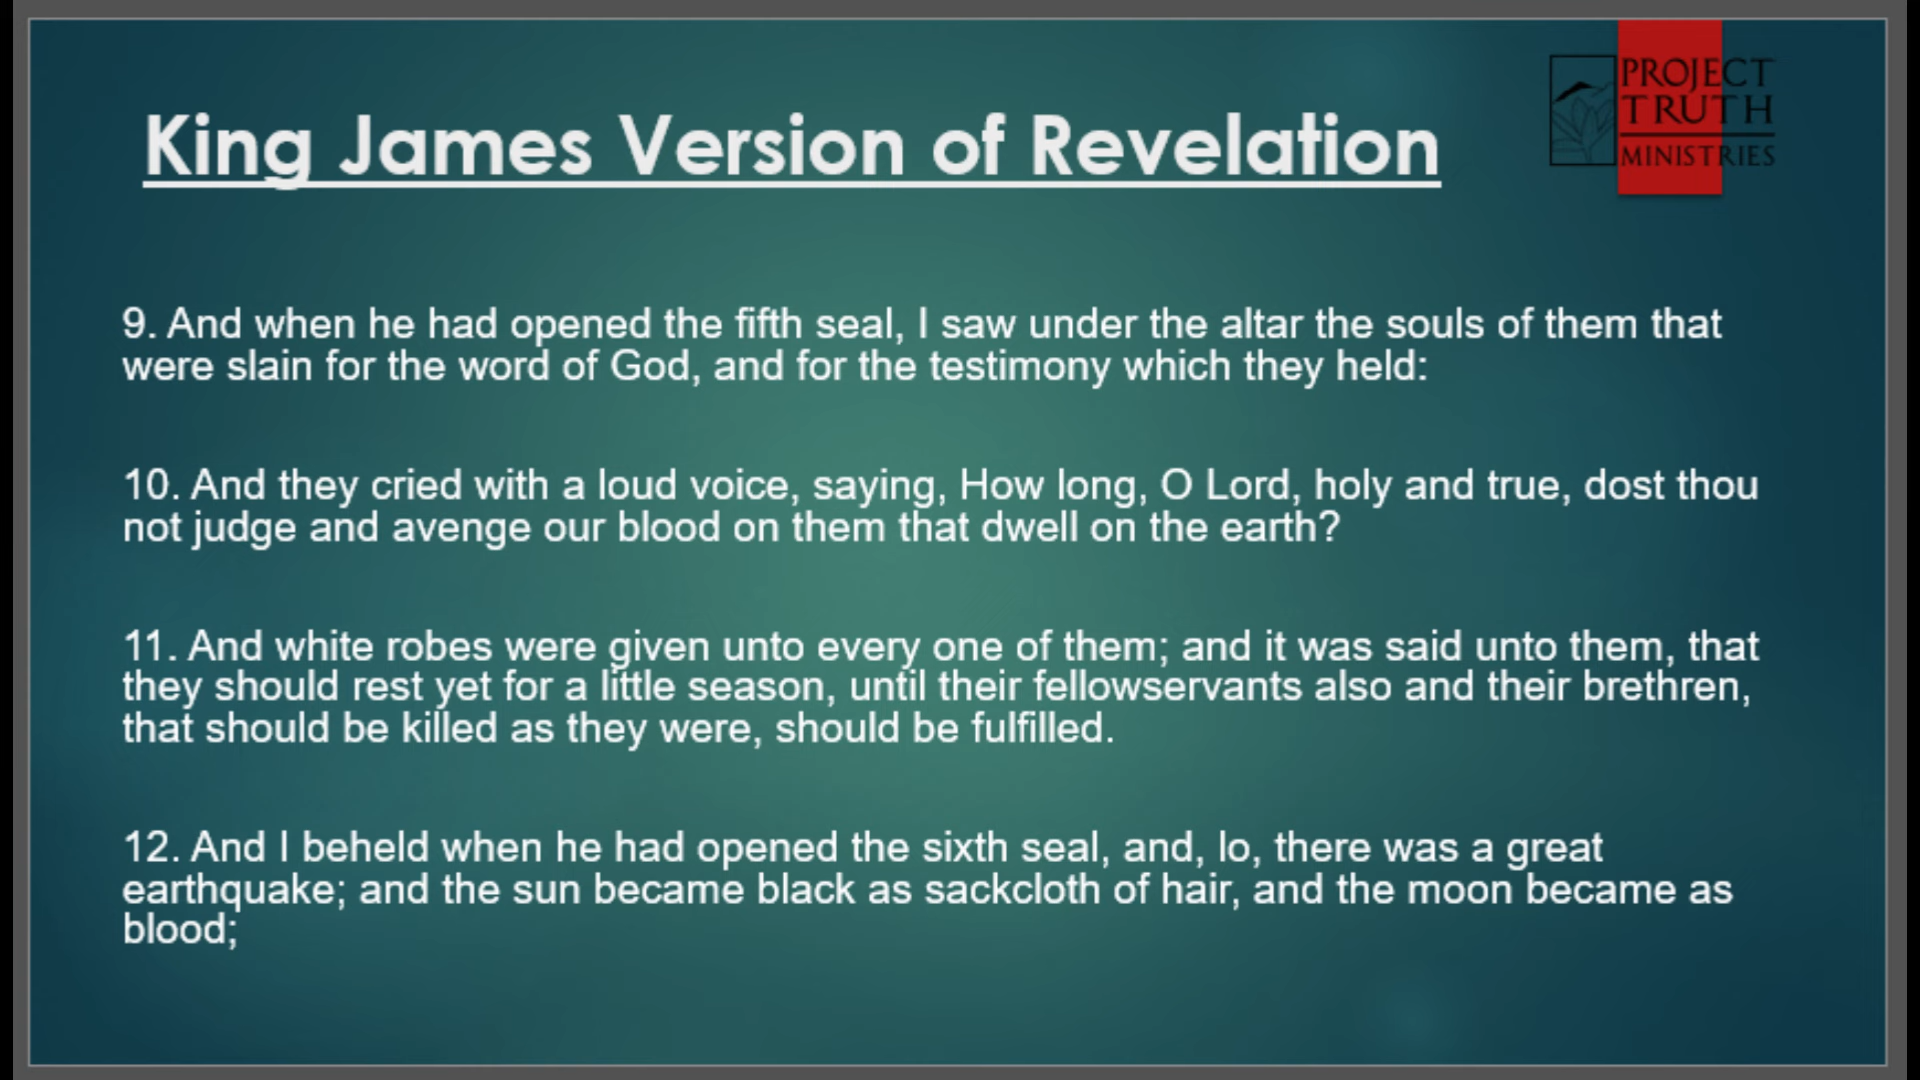 King James Version of Revelation
PROJECT
TRUTH
MINISTRIES
9. And when he had opened the fifth seal, I saw under the altar the souls of them that
were slain for the word of God, and for the testimony which they held:
10. And they cried with a loud voice, saying, How long, O Lord, holy and true, dost thou
not judge and avenge our blood on them that dwell on the earth?
11. And white robes were given unto every one of them; and it was said unto them, that
they should rest yet for a little season, until their fellowservants also and their brethren,
that should be killed as they were, should be fulfilled.
12. And I beheld when he had opened the sixth seal, and, lo, there was a great
earthquake; and the sun became black as sackcloth of hair, and the moon became as
blood;